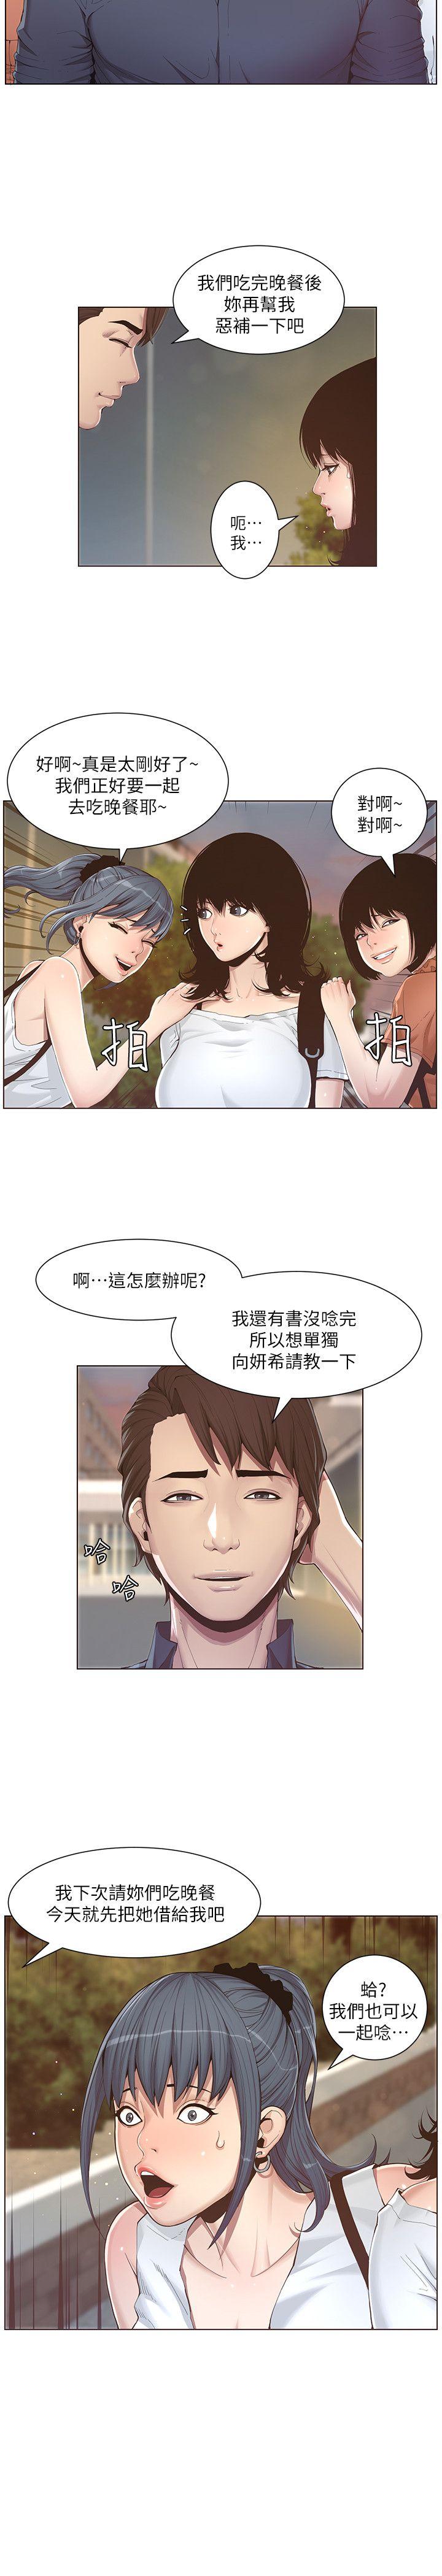 我們吃完晚餐後
妳再幫我
惡補一下吧
呃…
我…
好啊~真是太剛好了~
我們正好要一起
去吃晚餐耶~
對啊~
對啊~
拍
拍
啊…這怎麼辦呢?
我還有書沒唸完
所以想單獨
向妍希請教一下
哈
哈
我下次請妳們吃晚餐
今天就先把她借給我吧
蛤?
我們也可以
一起唸…